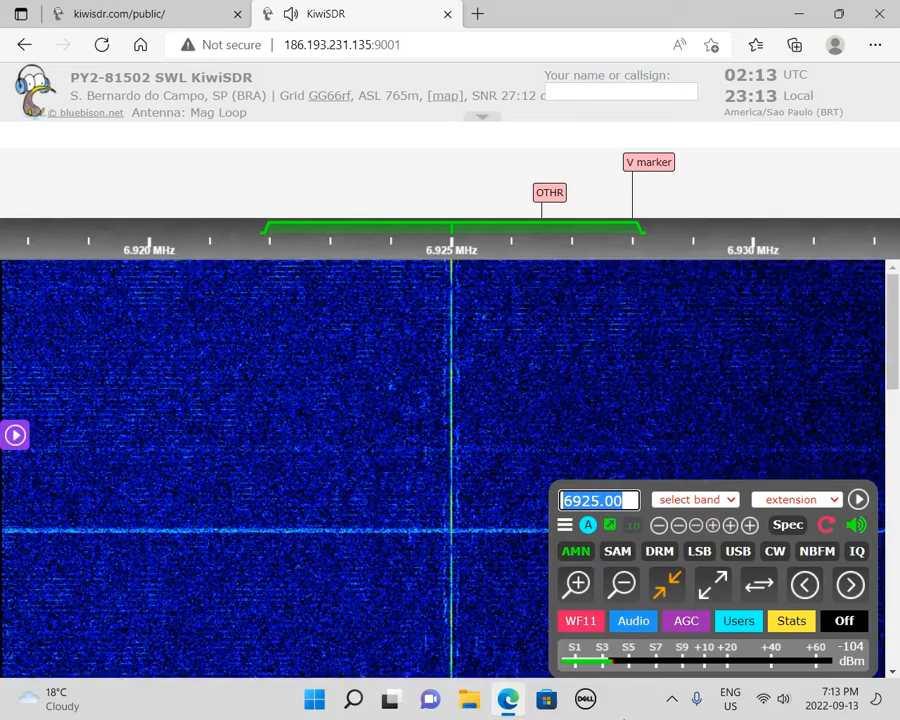 kiwisdr.com/public/
KiwiSDR
Not secure
186.193.231.135:9001
PY2-81502 SWL KiwiSDR
S. Bernardo do Campo, SP (BRA) | Grid GG66rf, ASL 765m, [map], SNR 27:12
© bluebison.net
Antenna: Mag Loop
Your name or callsign:
02:13 UTC
23:13 Local
America/Sao Paulo (BRT)
V marker
OTHR
6.920 MHz
6.925 MHz
6.930 MHz
6925.00
select band
extension
A
10
Spec
AMN SAM DRM LSB USB CW NBFM IQ
WF11 Audio AGC Users Stats Off
S1 S3 S5 S7 S9 +10 +20 +40 +60 -104
dBm
18°C
Cloudy
DELL
ENG
US
7:13 PM
2022-09-13